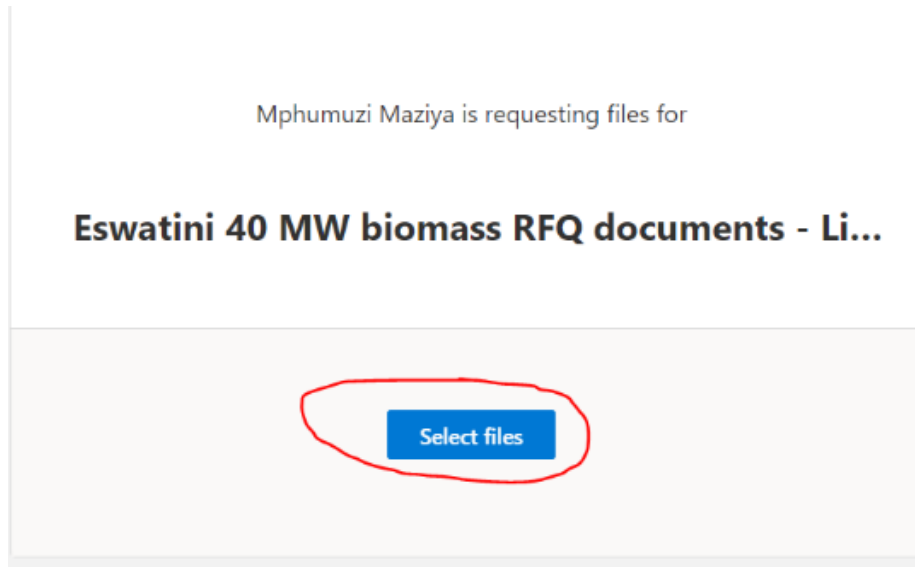 Mphumuzi Maziya is requesting files for
Eswatini 40 MW biomass RFQ documents - Li...
Select files